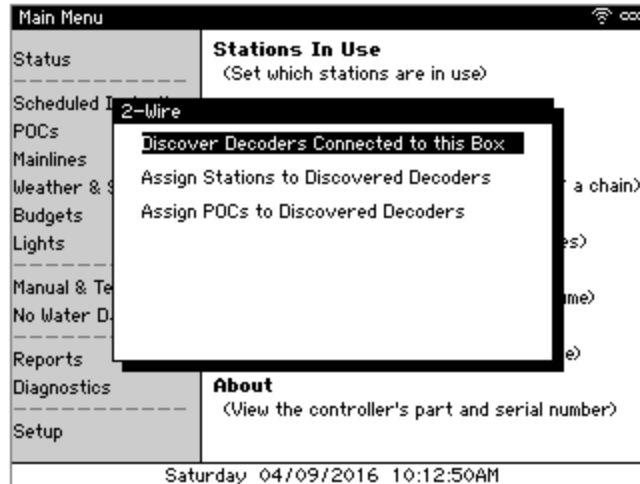 Main Menu
Status
Stations In Use
(Set which stations are in use)
Scheduled
2-Wire
POCs
Discover Decoders Connected to this Box
Mainlines
Assign Stations to Discovered Decoders
Weather &
a chain)
Assign POCs to Discovered Decoders
Budgets
Lights
Manual &
No Water
Reports
Diagnostics
About
(View the controller's part and serial number)
Setup
Saturday 04/09/2016 10:12:50AM